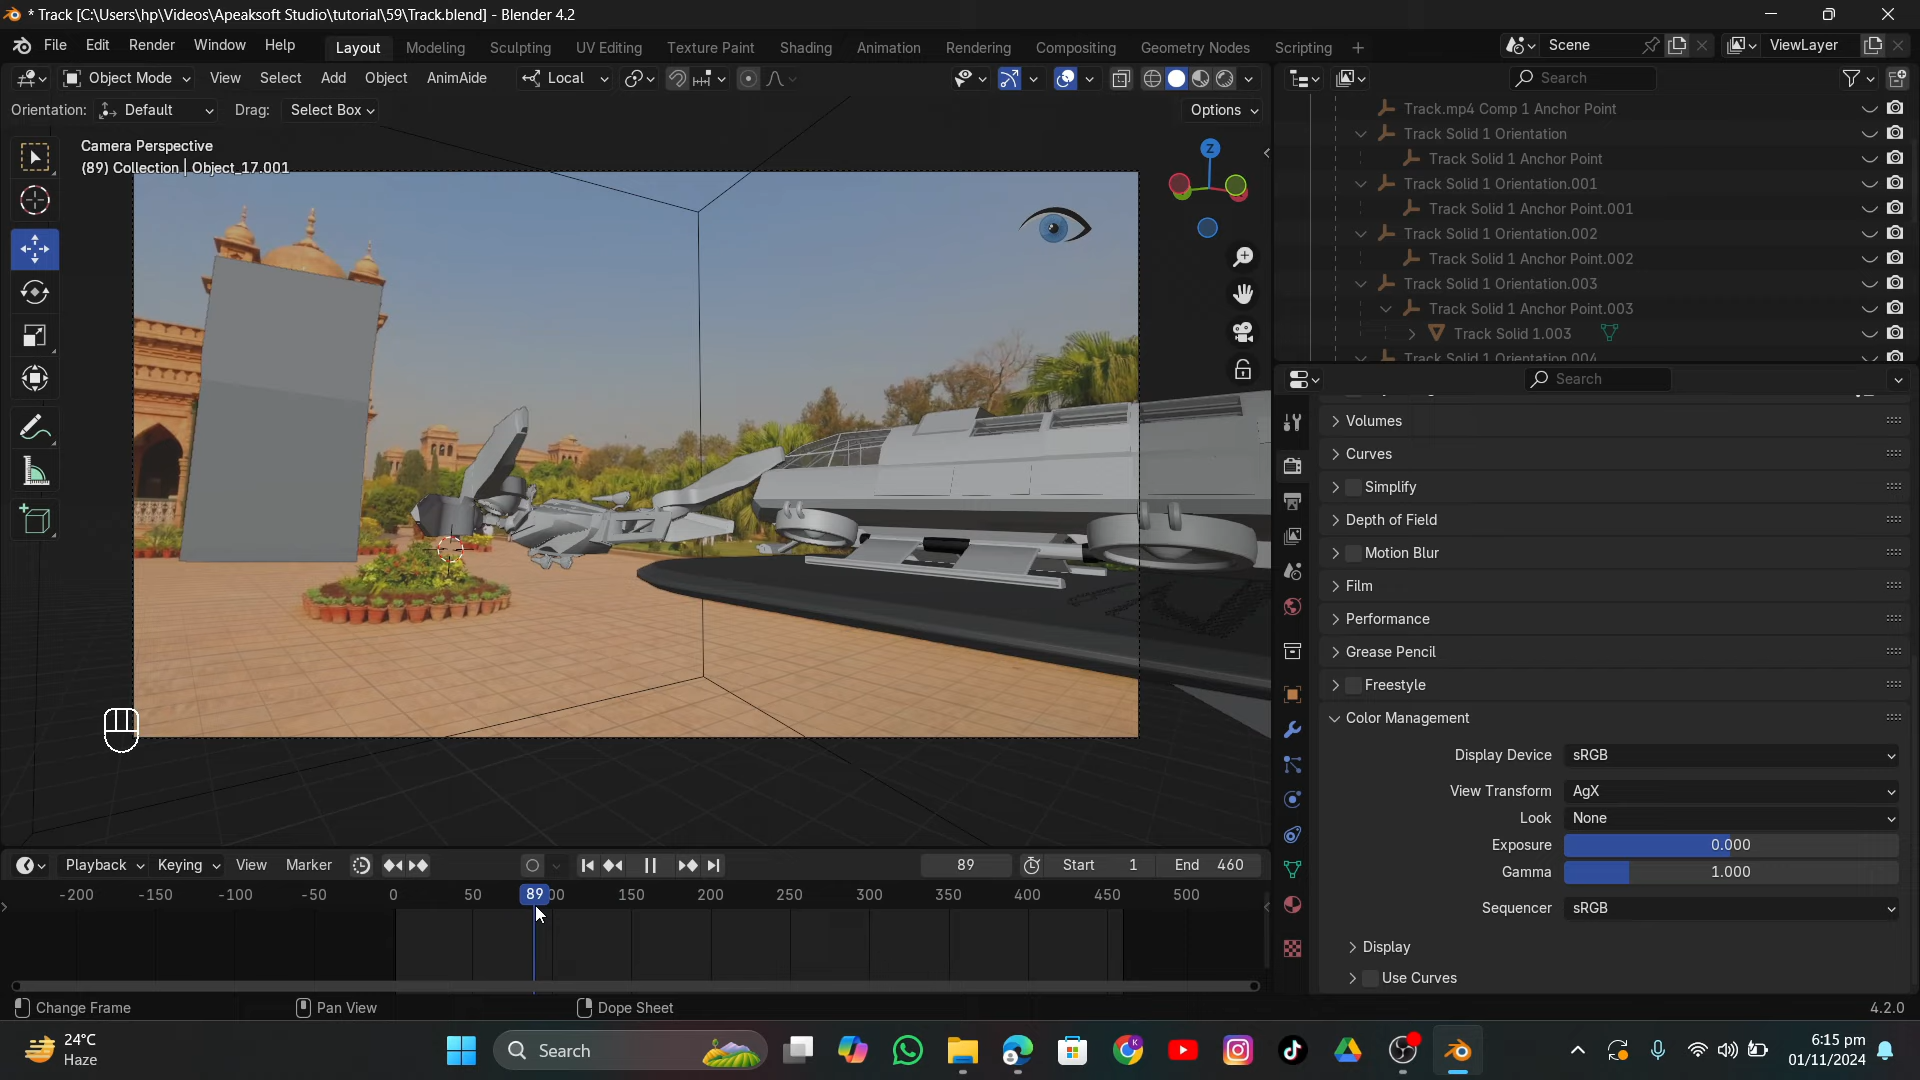 * Track [C:\Users\hp\Videos\Apeaksoft Studio\tutorial\59\Track.blend] - Blender 4.2
File Edit Render Window Help Layout Modeling Sculpting UV Editing Texture Paint Shading Animation Rendering Compositing Geometry Nodes Scripting Scene ViewLayer
Object Mode View Select Add Object AnimAide Local Search
Orientation: Default Drag: Select Box Options
Camera Perspective
(89) Collection | Object_17.001
Z
Track.mp4 Comp 1 Anchor Point
Track Solid 1 Orientation
Track Solid 1 Anchor Point
Track Solid 1 Orientation.001
Track Solid 1 Anchor Point.001
Track Solid 1 Orientation.002
Track Solid 1 Anchor Point.002
Track Solid 1 Orientation.003
Track Solid 1 Anchor Point.003
Track Solid 1.003
Track Solid 1 Orientation.004
Search
Volumes
Curves
Simplify
Depth of Field
Motion Blur
Film
Performance
Grease Pencil
Freestyle
Color Management
Display Device sRGB
View Transform AgX
Look None
Exposure 0.000
Gamma 1.000
Sequencer sRGB
Display
Use Curves
Playback Keying View Marker 89 Start 1 End 460
-200 -150 -100 -50 0 50 89 00 150 200 250 300 350 400 450 500
Change Frame Pan View Dope Sheet 4.2.0
24°C
Haze
Search
6:15 pm
01/11/2024